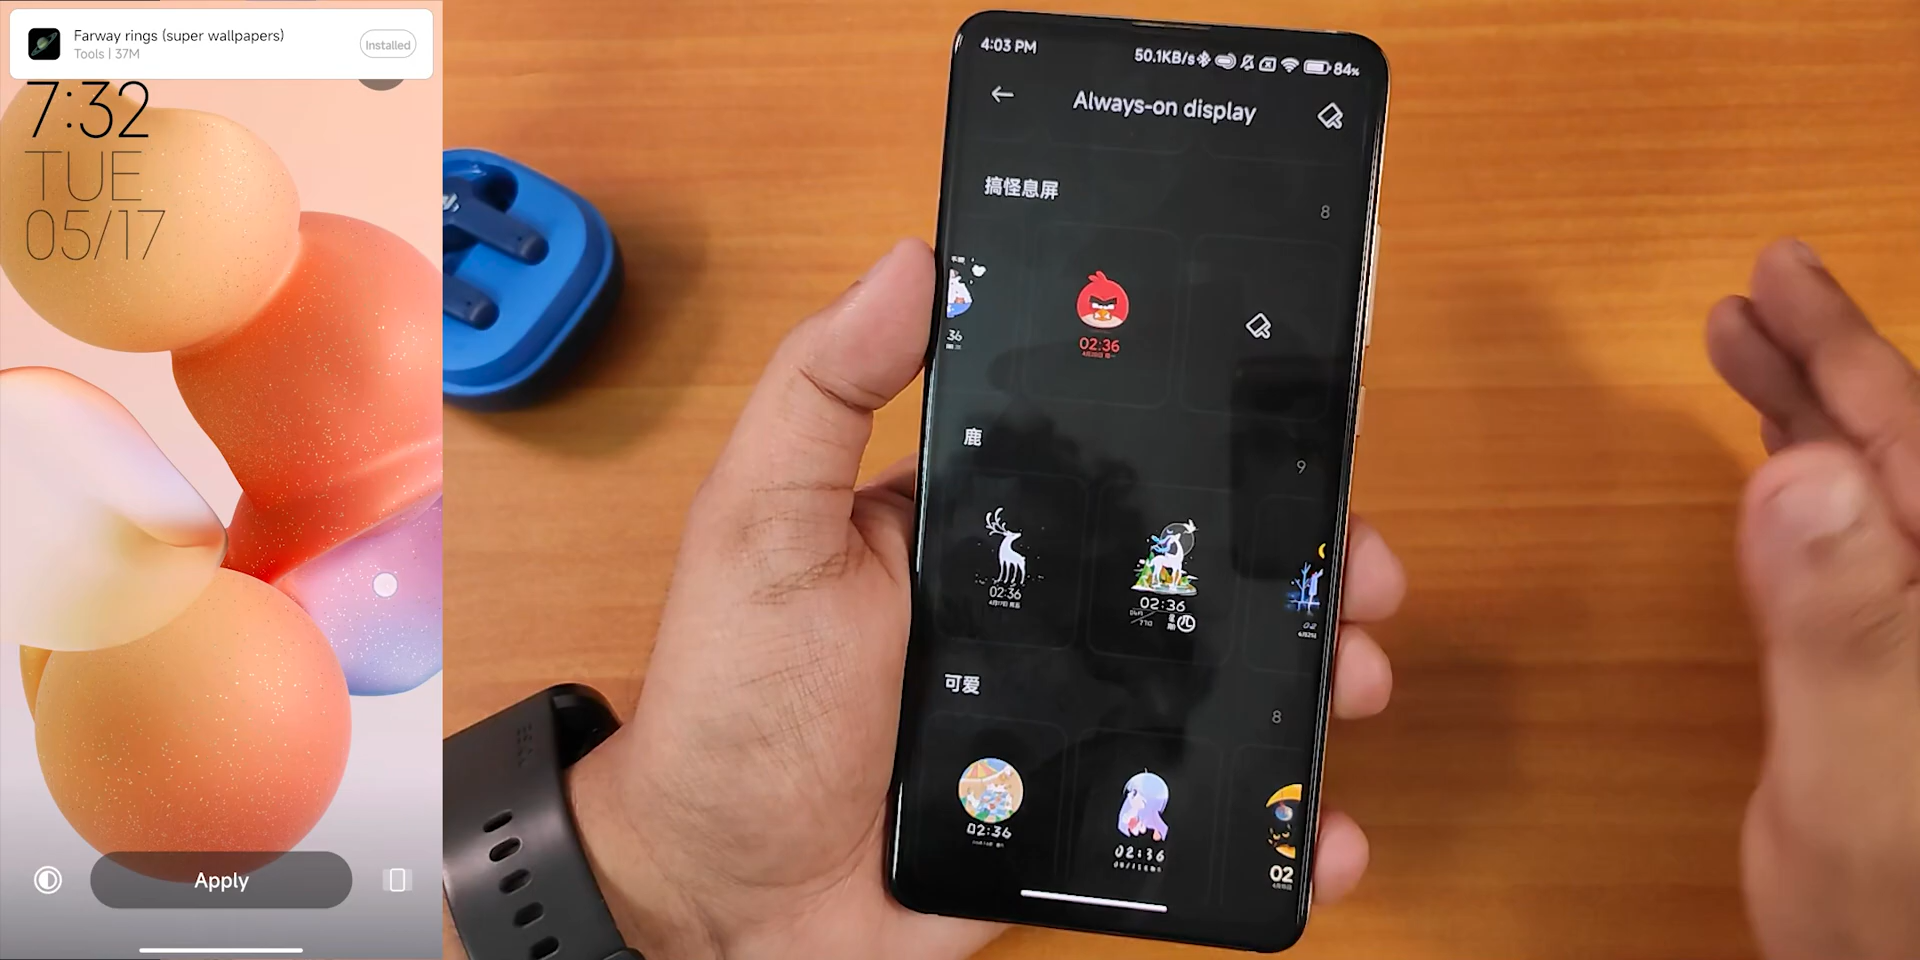 Farway rings (super wallpapers)
Tools | 37M
Installed
7:32
TUE
05/17
Apply
4:03 PM
50.1KB/s
84%
Always-on display
搞怪息屏
8
36
02:36
鹿
9
02:36
02:36
02
可爱
8
02:36
02:36
02